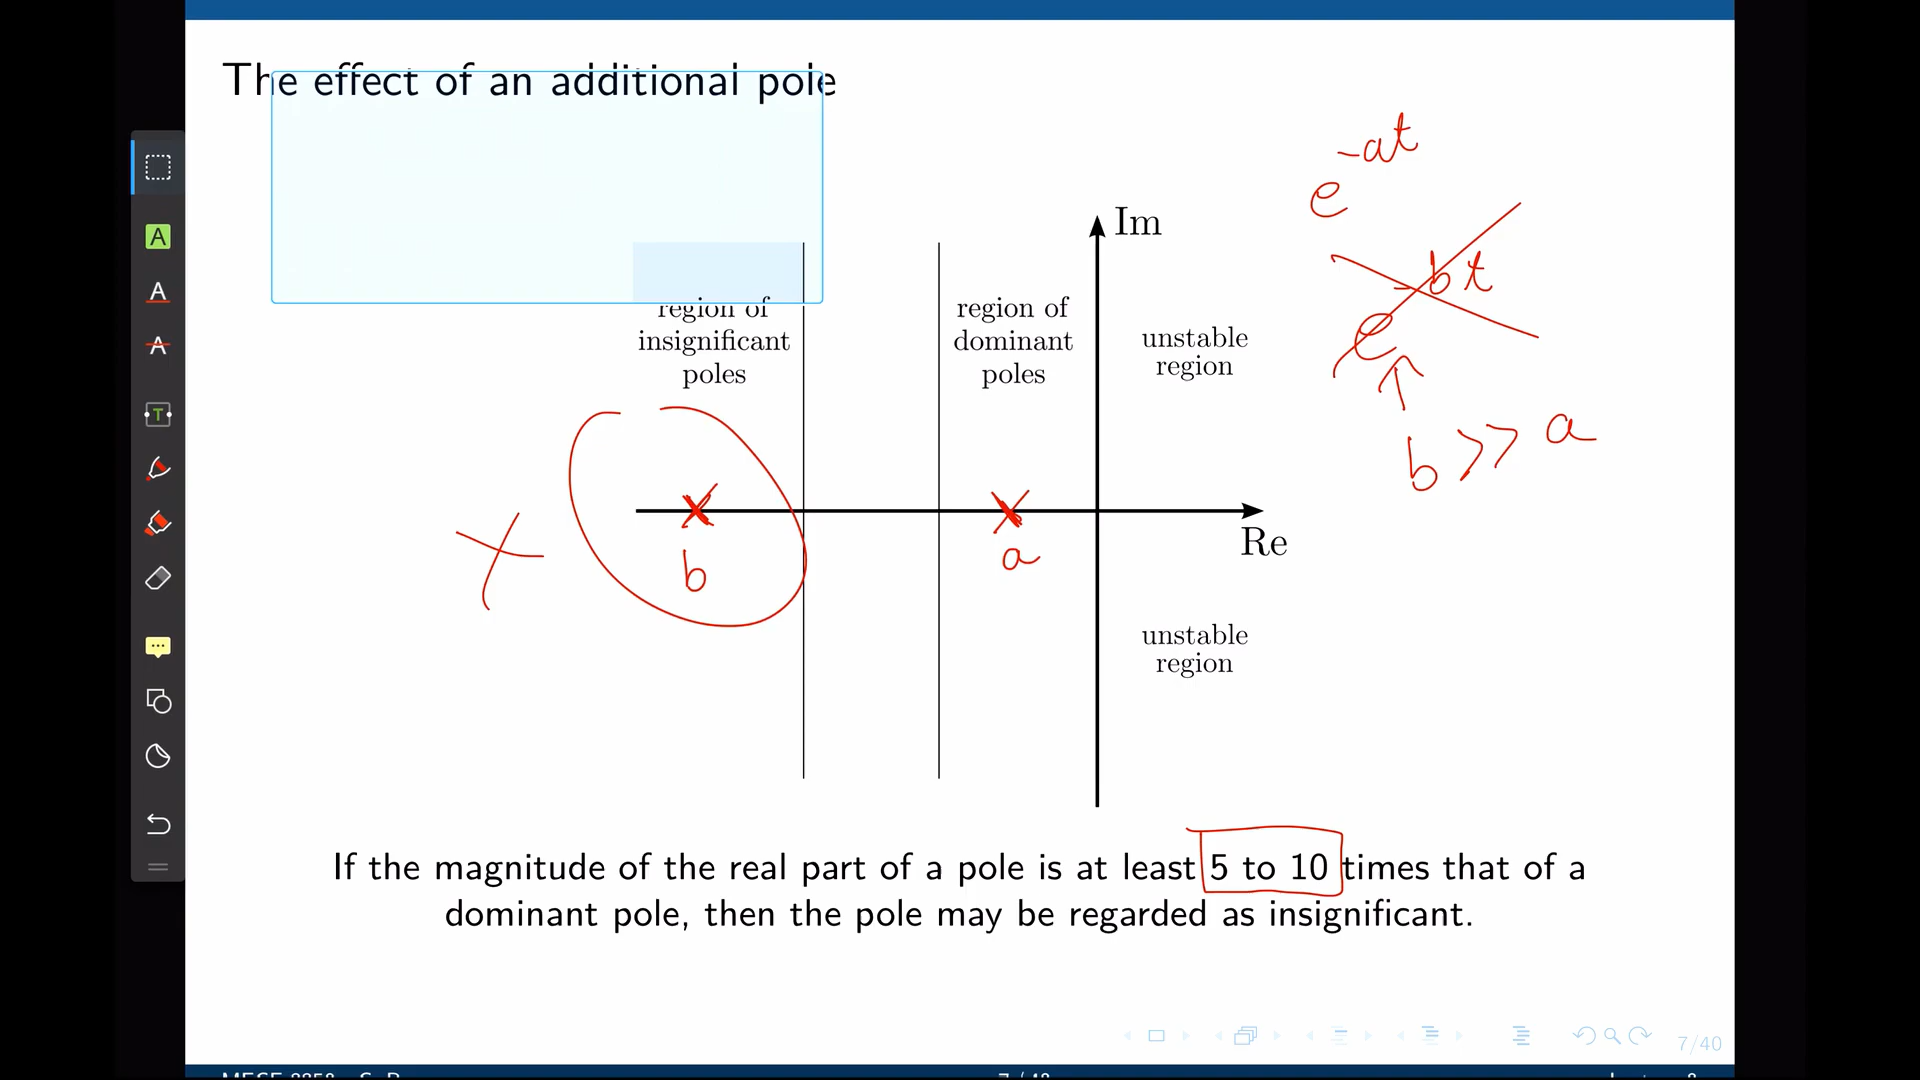 The effect of an additional pole
e^-at
Im
e^-bt
region of
insignificant
poles
region of
dominant
poles
unstable
region
b >> a
Re
b
a
unstable
region
If the magnitude of the real part of a pole is at least 5 to 10 times that of a
dominant pole, then the pole may be regarded as insignificant.
7/40
A
A
A
T